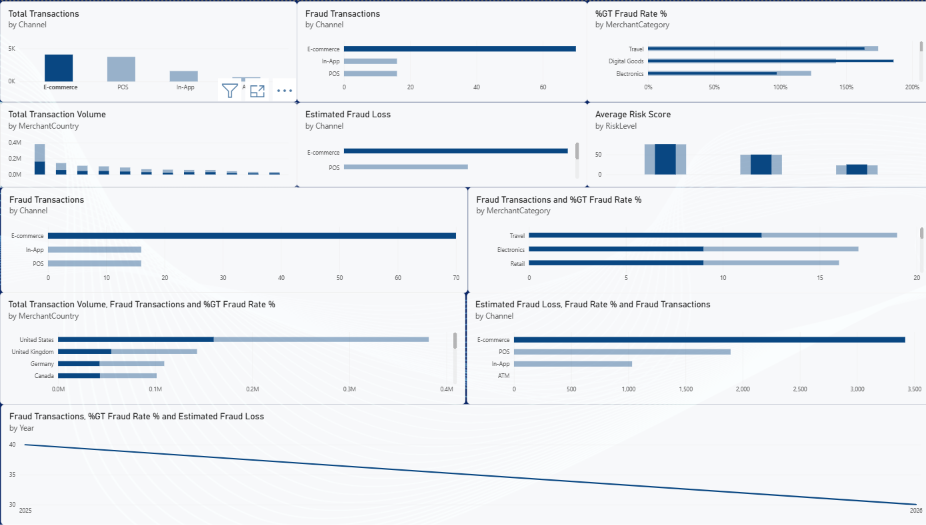 Total Transactions
by Channel
5K
0K
E-commerce
POS
In-App
Fraud Transactions
by Channel
E-commerce
In-App
POS
0
20
40
60
%GT Fraud Rate %
by MerchantCategory
Travel
Digital Goods
Electronics
0%
50%
100%
150%
200%
Total Transaction Volume
by MerchantCountry
0.4M
0.2M
0.0M
Estimated Fraud Loss
by Channel
E-commerce
POS
Average Risk Score
by RiskLevel
50
0
Fraud Transactions
by Channel
E-commerce
In-App
POS
0
10
20
30
40
50
60
70
Fraud Transactions and %GT Fraud Rate %
by MerchantCategory
Travel
Electronics
Retail
0
5
10
15
20
Total Transaction Volume, Fraud Transactions and %GT Fraud Rate %
by MerchantCountry
United States
United Kingdom
Germany
Canada
0.0M
0.1M
0.2M
0.3M
0.4M
Estimated Fraud Loss, Fraud Rate % and Fraud Transactions
by Channel
E-commerce
POS
In-App
ATM
0
500
1,000
1,500
2,000
2,500
3,000
3,500
Fraud Transactions, %GT Fraud Rate % and Estimated Fraud Loss
by Year
40
35
30
2025
2026